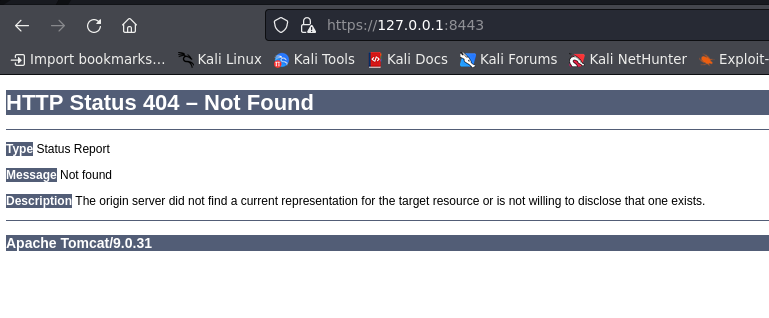 https://127.0.0.1:8443
Import bookmarks... Kali Linux Kali Tools Kali Docs Kali Forums Kali NetHunter Exploit-
HTTP Status 404 – Not Found
Type Status Report
Message Not found
Description The origin server did not find a current representation for the target resource or is not willing to disclose that one exists.
Apache Tomcat/9.0.31